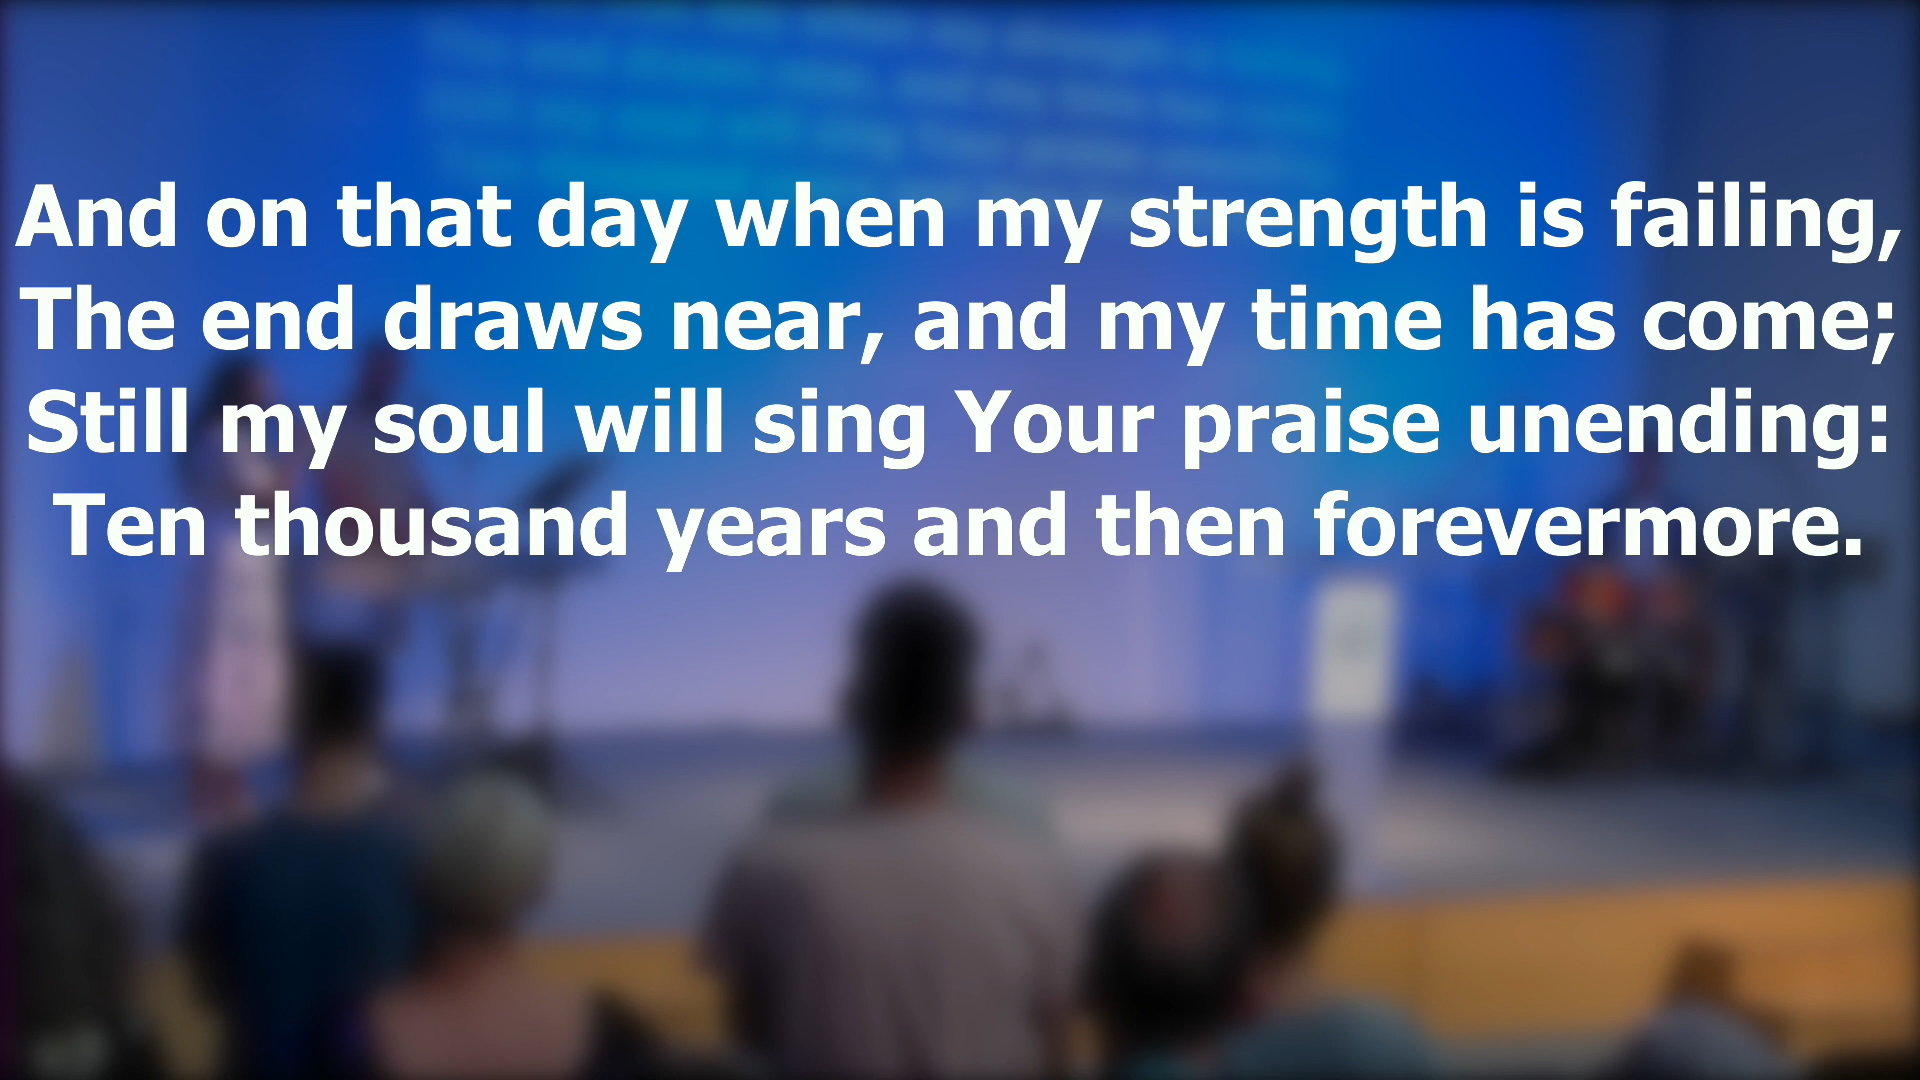 And on that day when my strength is failing,
The end draws near, and my time has come;
Still my soul will sing Your praise unending:
Ten thousand years and then forevermore.